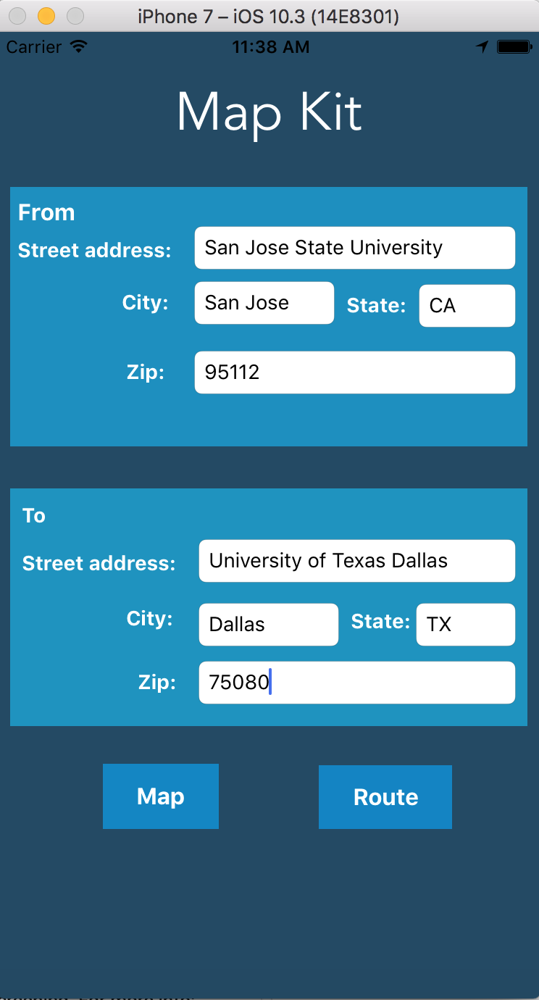 iPhone 7 – iOS 10.3 (14E8301)
Carrier 11:38 AM
Map Kit
From
Street address: San Jose State University
City: San Jose State: CA
Zip: 95112
To
Street address: University of Texas Dallas
City: Dallas State: TX
Zip: 75080
Map Route